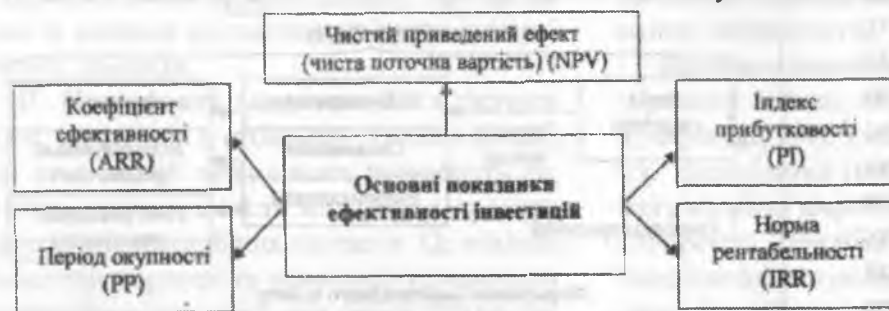 Чистий приведений ефект
(чиста поточна вартість) (NPV)
Коефіцієнт
ефективності
(ARR)
Індекс
прибутковості
(PI)
Основні показники
ефективності інвестицій
Період окупності
(PP)
Норма
рентабельності
(IRR)